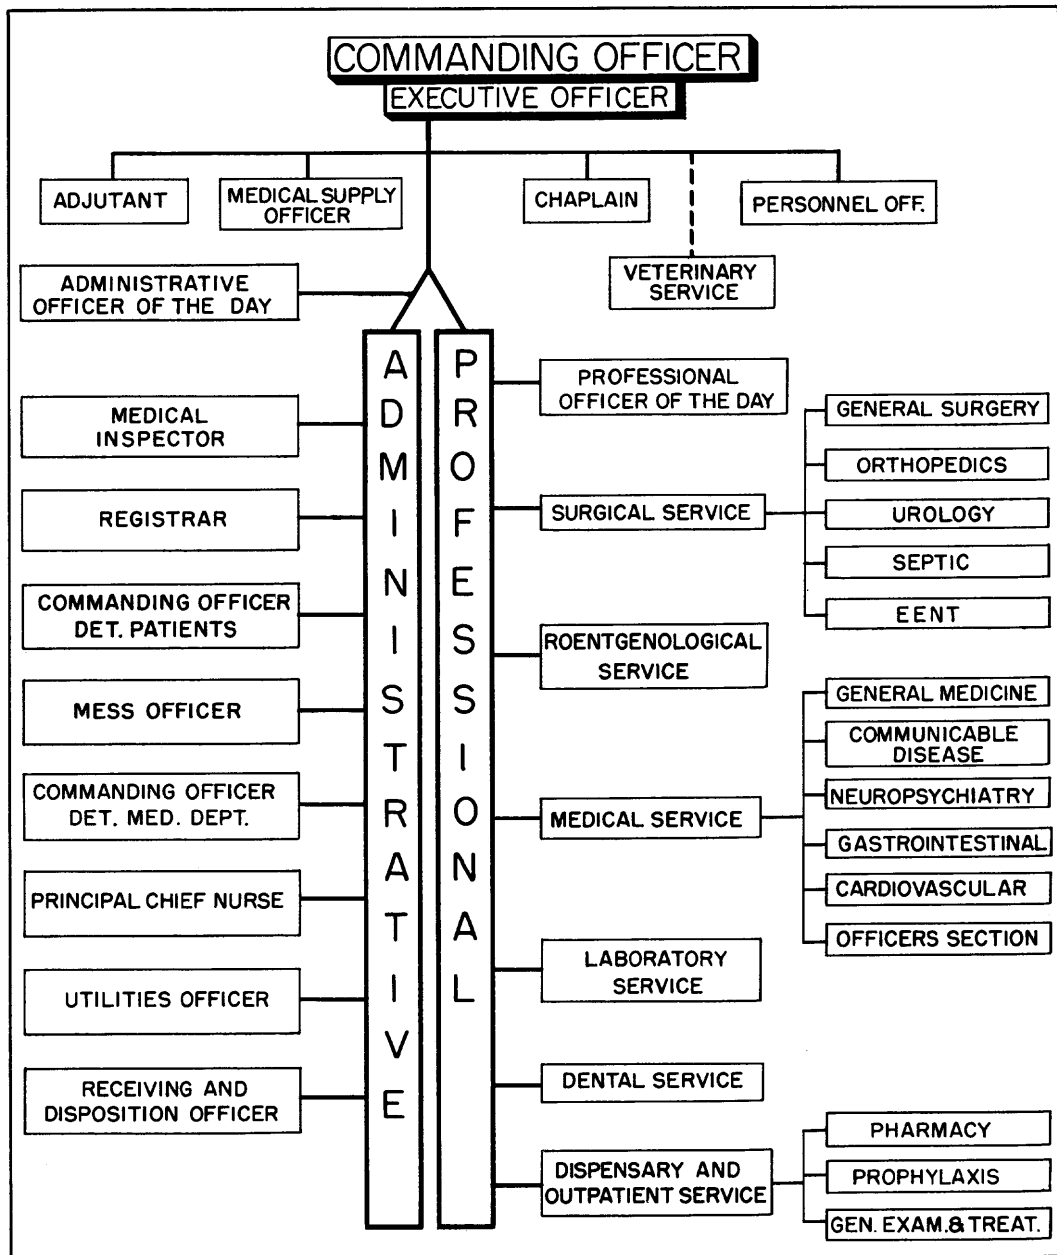 COMMANDING OFFICER
EXECUTIVE OFFICER
ADJUTANT
MEDICAL SUPPLY
OFFICER
CHAPLAIN
PERSONNEL OFF.
VETERINARY
SERVICE
ADMINISTRATIVE
OFFICER OF THE DAY
ADMINISTRATIVE
MEDICAL
INSPECTOR
REGISTRAR
COMMANDING OFFICER
DET. PATIENTS
MESS OFFICER
COMMANDING OFFICER
DET. MED. DEPT.
PRINCIPAL CHIEF NURSE
UTILITIES OFFICER
RECEIVING AND
DISPOSITION OFFICER
PROFESSIONAL
PROFESSIONAL
OFFICER OF THE DAY
SURGICAL SERVICE
GENERAL SURGERY
ORTHOPEDICS
UROLOGY
SEPTIC
EENT
ROENTGENOLOGICAL
SERVICE
MEDICAL SERVICE
GENERAL MEDICINE
COMMUNICABLE
DISEASE
NEUROPSYCHIATRY
GASTROINTESTINAL
CARDIOVASCULAR
OFFICERS SECTION
LABORATORY
SERVICE
DENTAL SERVICE
DISPENSARY AND
OUTPATIENT SERVICE
PHARMACY
PROPHYLAXIS
GEN. EXAM. & TREAT.